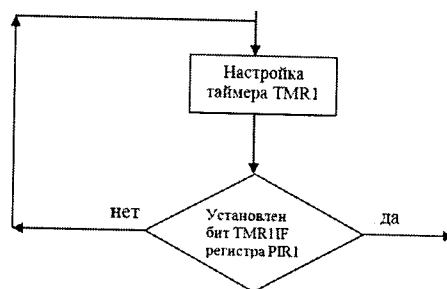 Настройка
таймера TMR1
нет
Установлен
бит TMR1IF
регистра PIR1
да